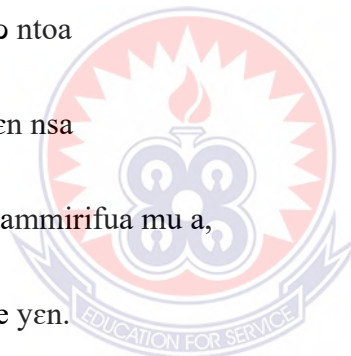 ɔ ntoa
ɛn nsa
ammirifua mu a,
e yɛn.
EDUCATION FOR SERVICE